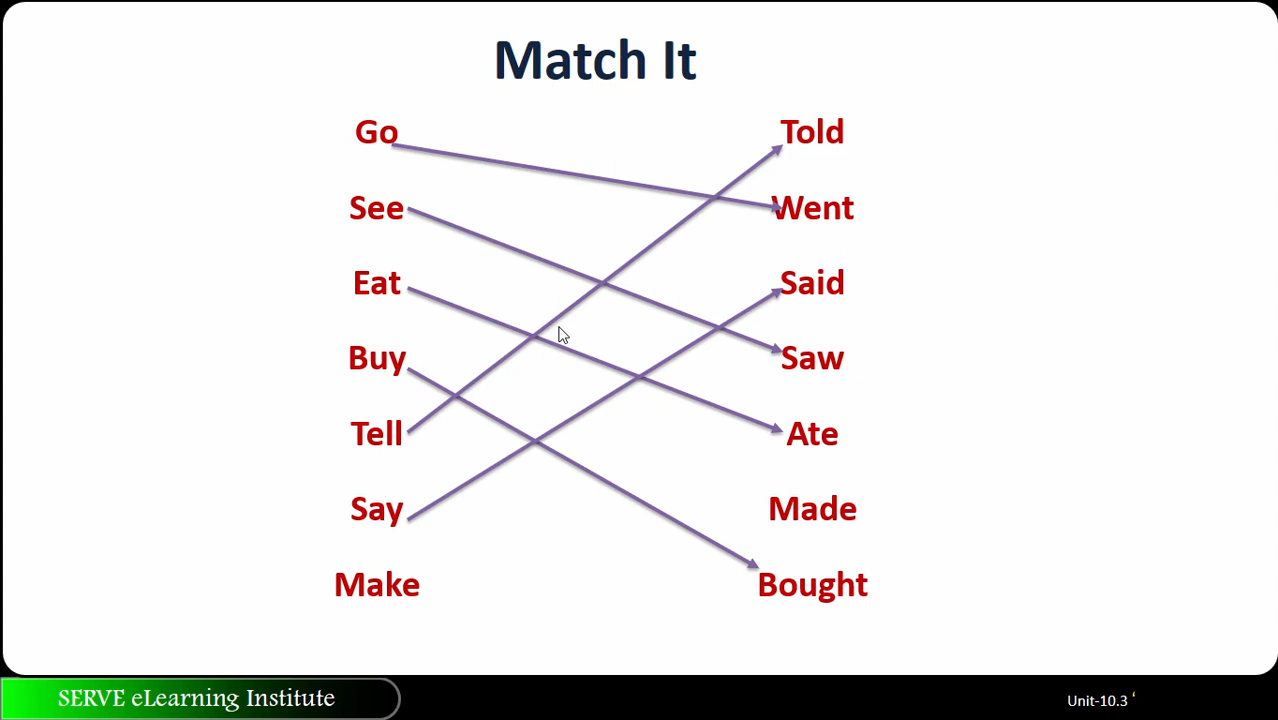 Match It
Go Told
See Went
Eat Said
Buy Saw
Tell Ate
Say Made
Make Bought
SERVE eLearning Institute
Unit-10.3